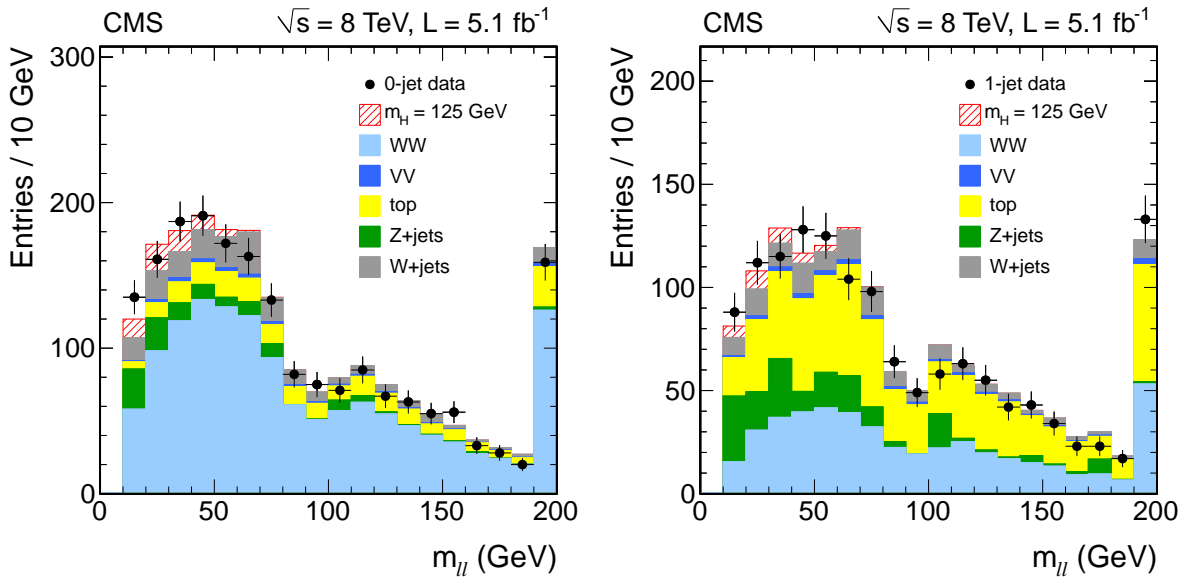 CMS √s = 8 TeV, L = 5.1 fb⁻¹
Entries / 10 GeV
300
200
100
0
0-jet data
m_H = 125 GeV
WW
VV
top
Z+jets
W+jets
0 50 100 150 200
m_ll (GeV)
CMS √s = 8 TeV, L = 5.1 fb⁻¹
Entries / 10 GeV
200
150
100
50
0
1-jet data
m_H = 125 GeV
WW
VV
top
Z+jets
W+jets
0 50 100 150 200
m_ll (GeV)